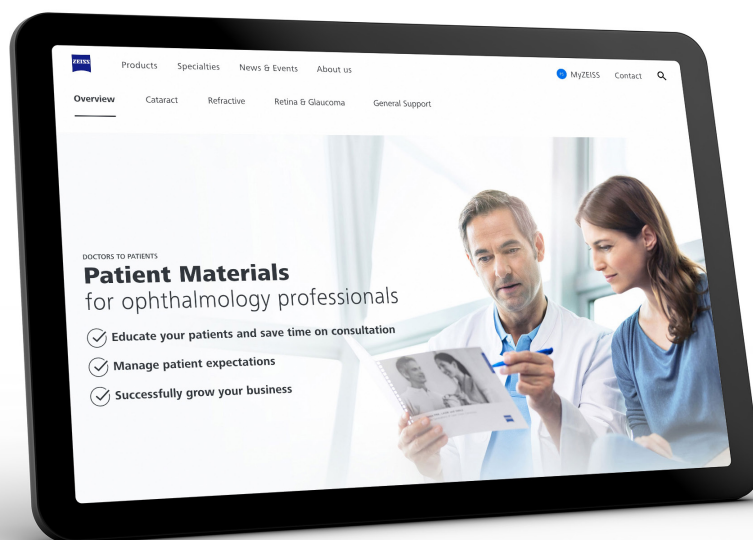 ZEISS
Products Specialties News & Events About us
MyZEISS Contact
Overview Cataract Refractive Retina & Glaucoma General Support
DOCTORS TO PATIENTS
Patient Materials
for ophthalmology professionals
Educate your patients and save time on consultation
Manage patient expectations
Successfully grow your business